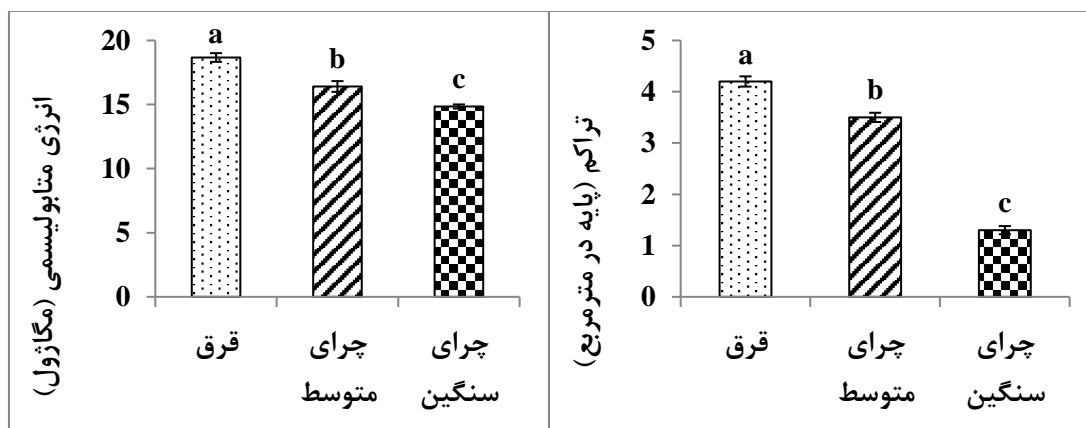 انرژی متابولیسمی (مگاژول)
20
15
10
5
0
a
b
c
قرق
چرای
متوسط
چرای
سنگین
تراکم (پایه در مترمربع)
5
4
3
2
1
0
a
b
c
قرق
چرای
متوسط
چرای
سنگین